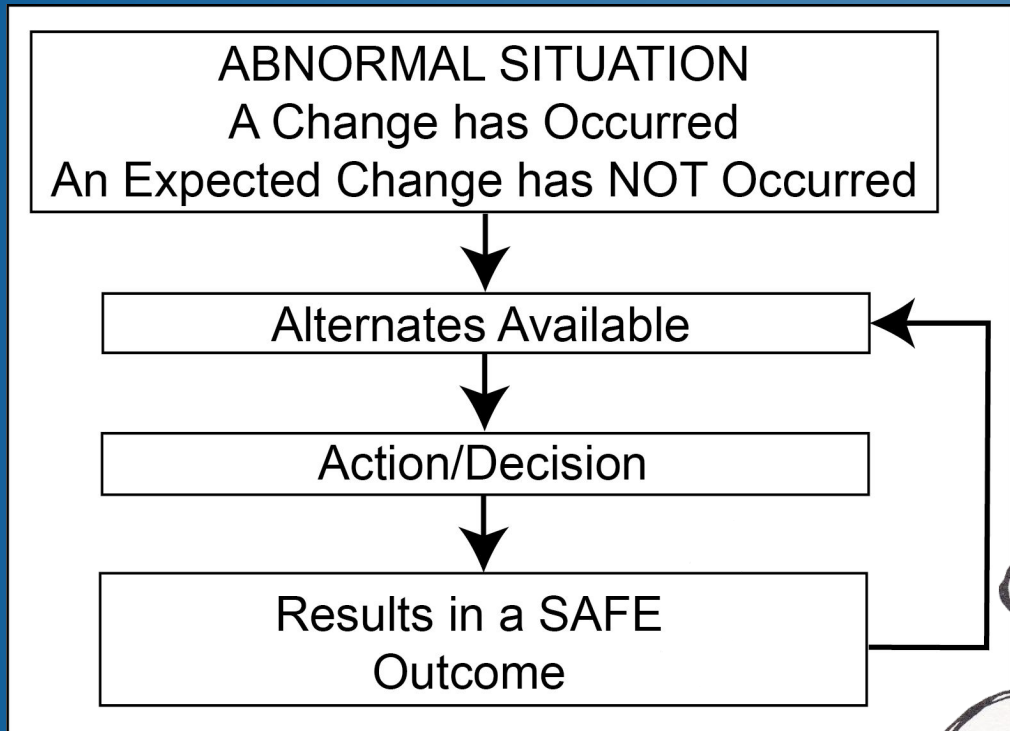 ABNORMAL SITUATION
A Change has Occurred
An Expected Change has NOT Occurred
Alternates Available
Action/Decision
Results in a SAFE
Outcome